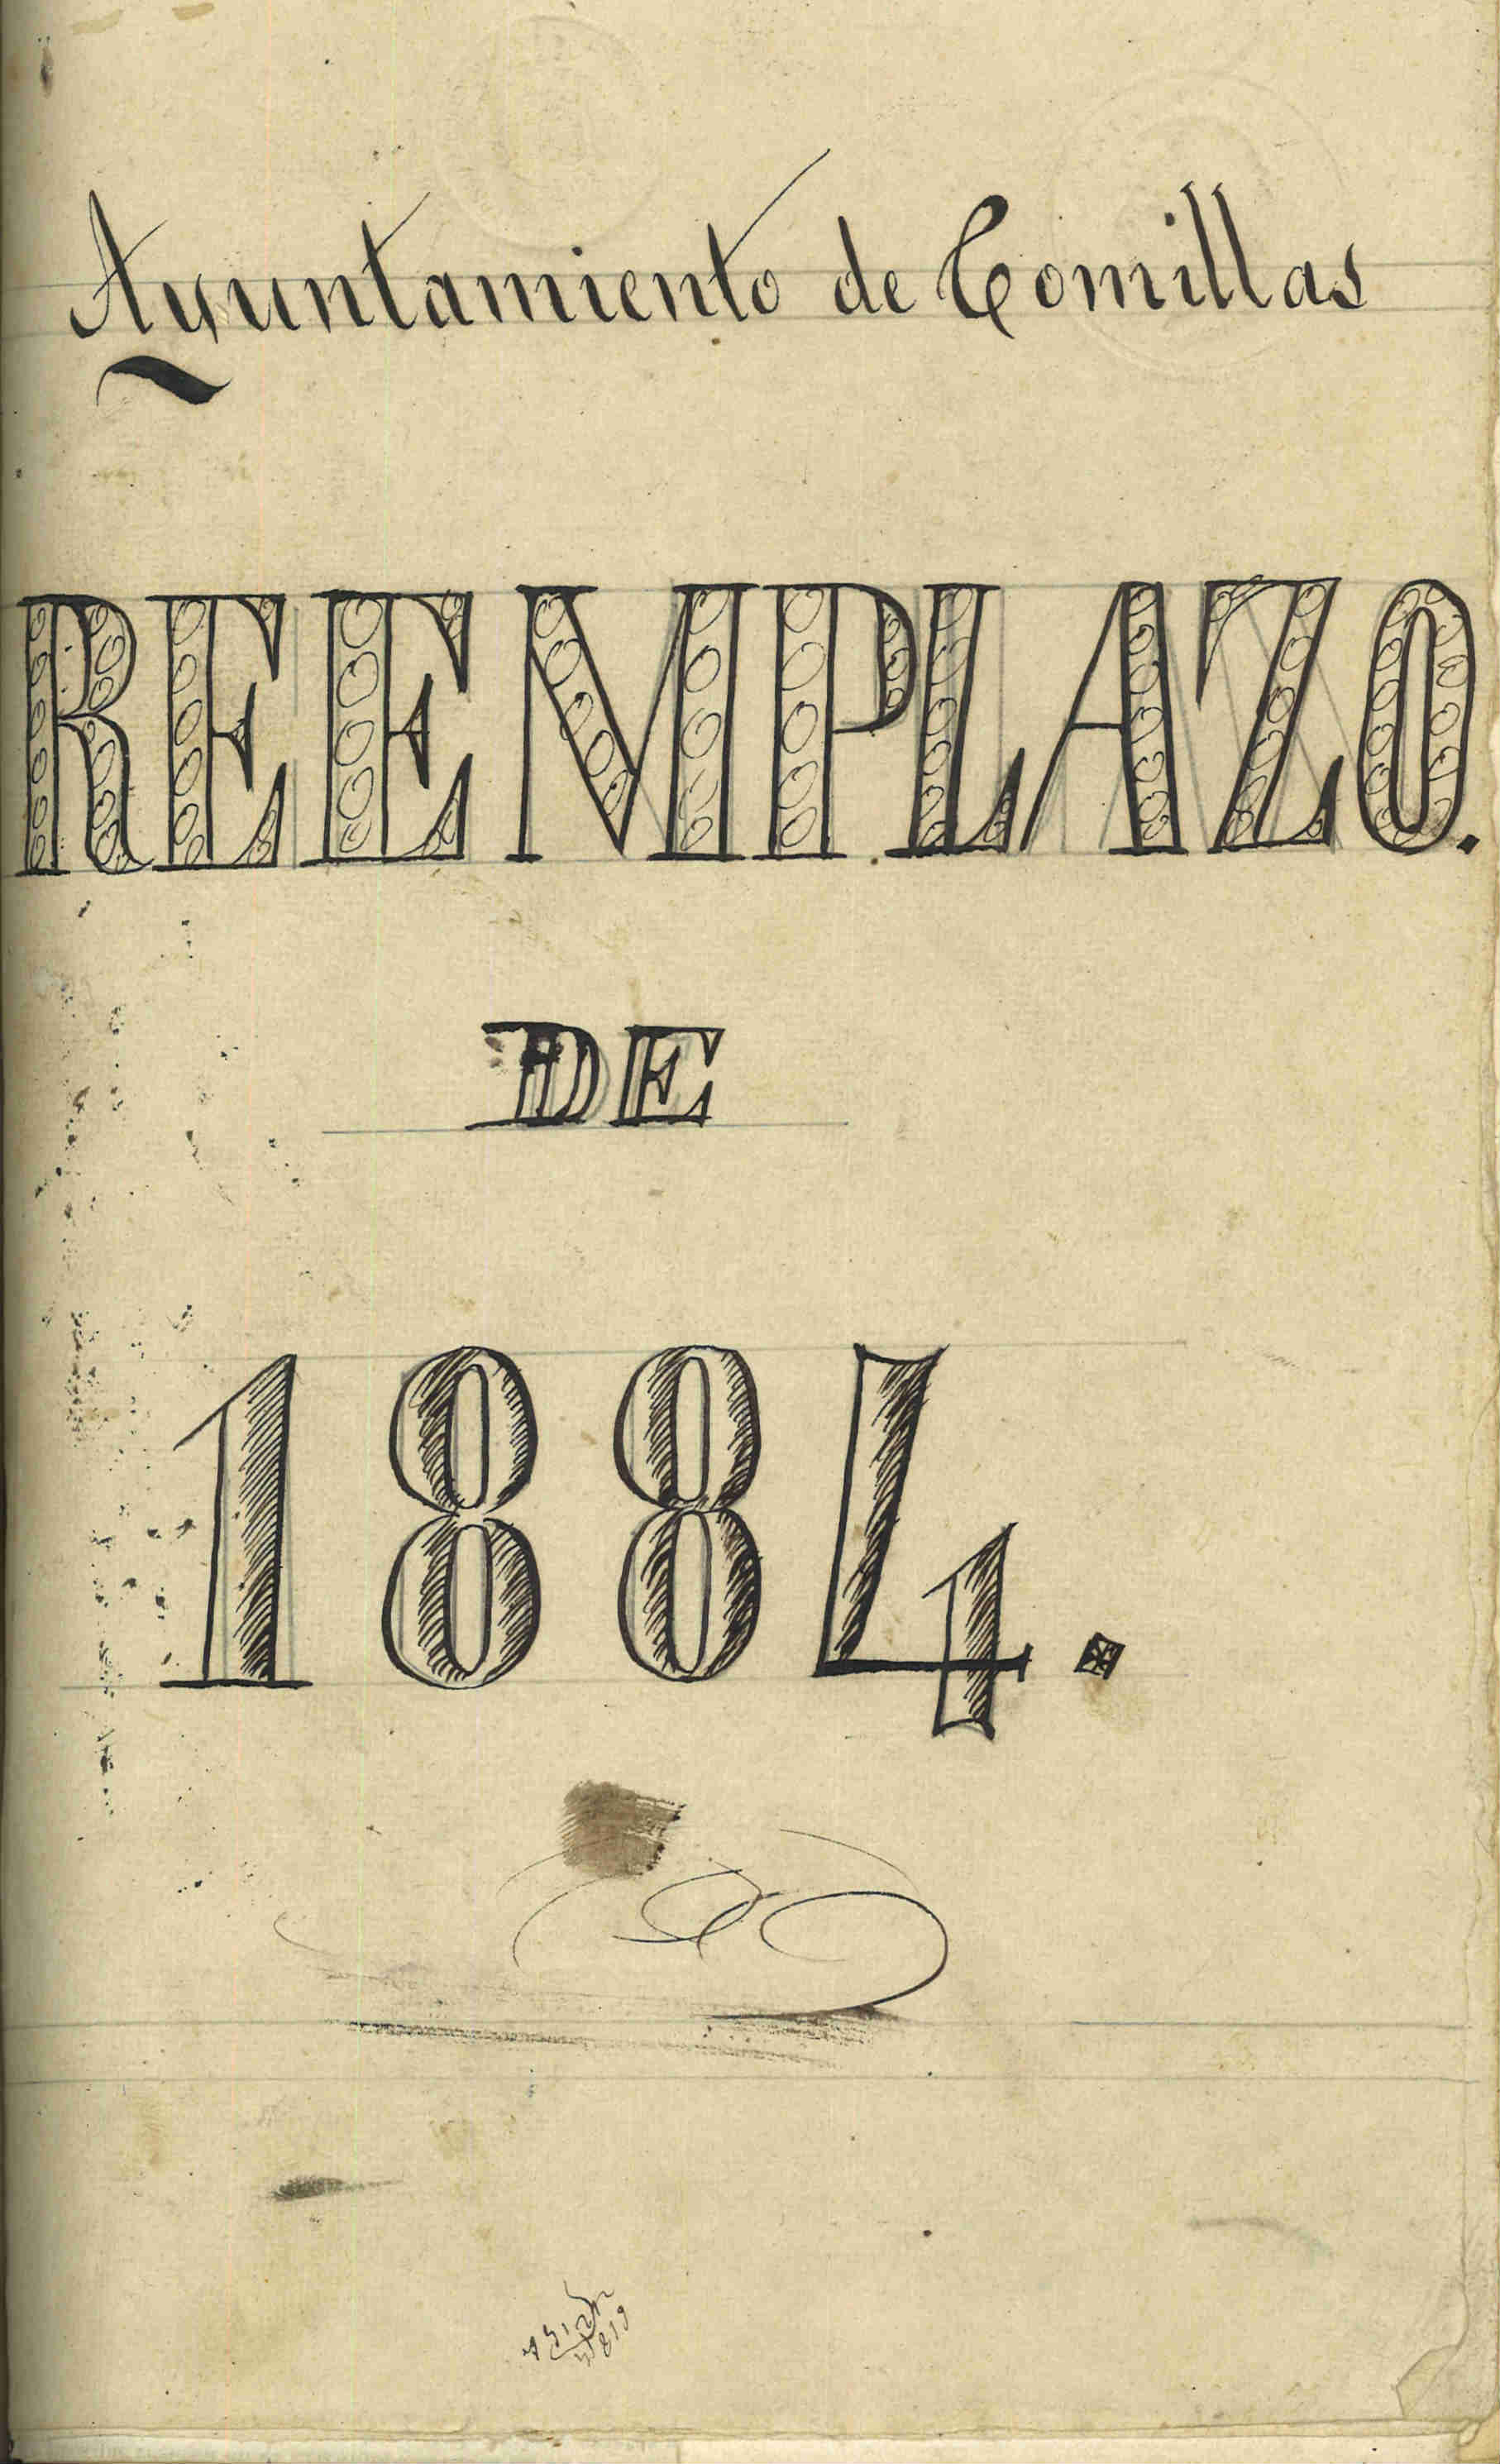 Ayuntamiento de Comillas
REEMPLAZO.
DE
1884.